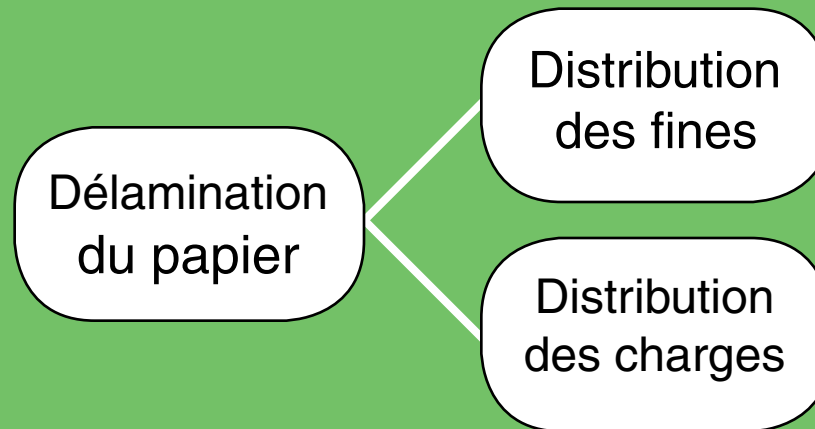 Délamination
du papier
Distribution
des fines
Distribution
des charges